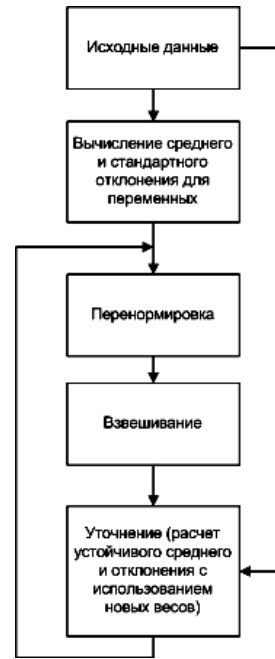 Исходные данные
Вычисление среднего
и стандартного
отклонения для
переменных
Перенормировка
Взвешивание
Уточнение (расчет
устойчивого среднего
и отклонения с
использованием
новых весов)